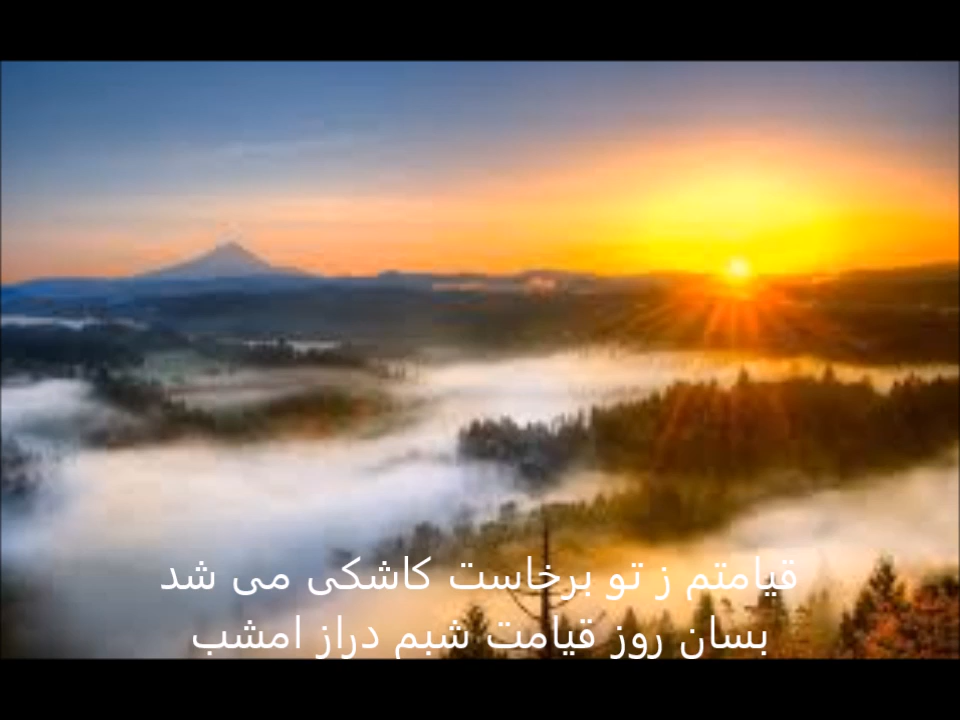 قیامتم ز تو برخاست کاشکی می شد
بسان روز قیامت شبم دراز امشب